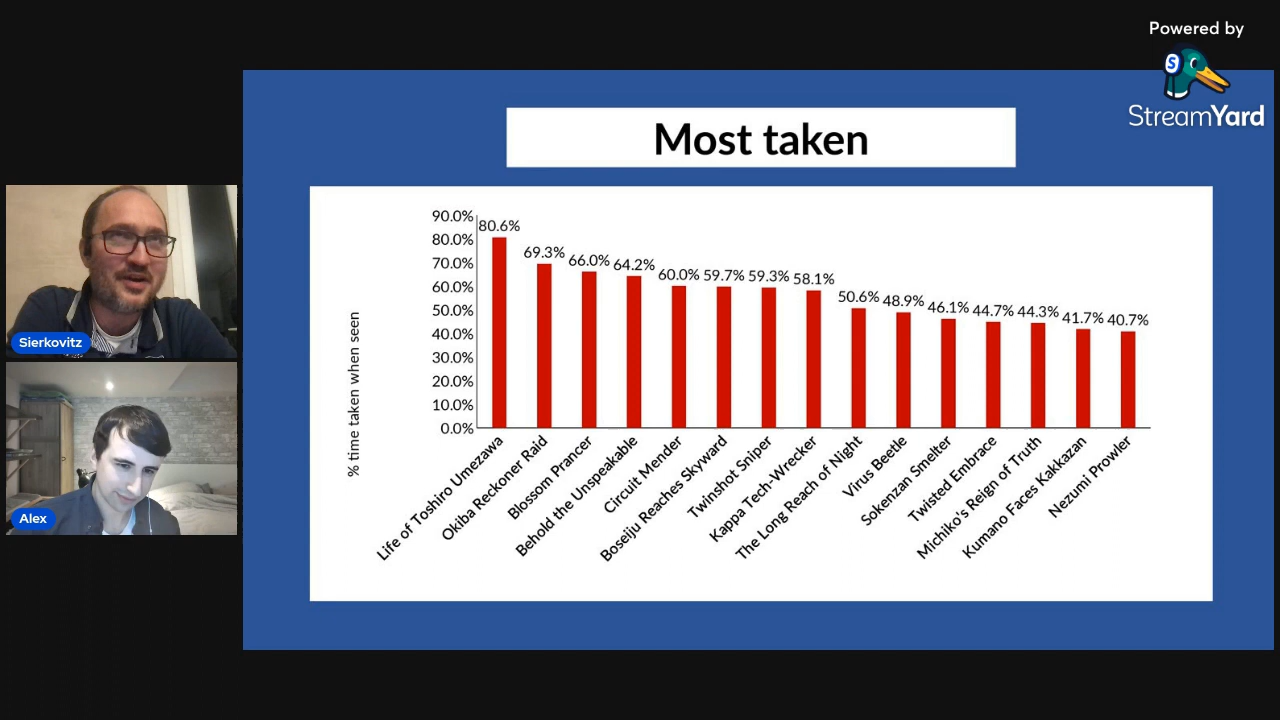 Powered by
S
StreamYard
Most taken
% time taken when seen
90.0%
80.0%
70.0%
60.0%
50.0%
40.0%
30.0%
20.0%
10.0%
0.0%
80.6%
69.3%
66.0%
64.2%
60.0%
59.7%
59.3%
58.1%
50.6%
48.9%
46.1%
44.7%
44.3%
41.7%
40.7%
Life of Toshiro Umezawa
Okiba Reckoner Raid
Blossom Prancer
Behold the Unspeakable
Circuit Mender
Boseiju Reaches Skyward
Twinshot Sniper
Kappa Tech-Wrecker
The Long Reach of Night
Virus Beetle
Sokenzan Smelter
Twisted Embrace
Michiko's Reign of Truth
Kumano Faces Kakkazan
Nezumi Prowler
Sierkovitz
Alex